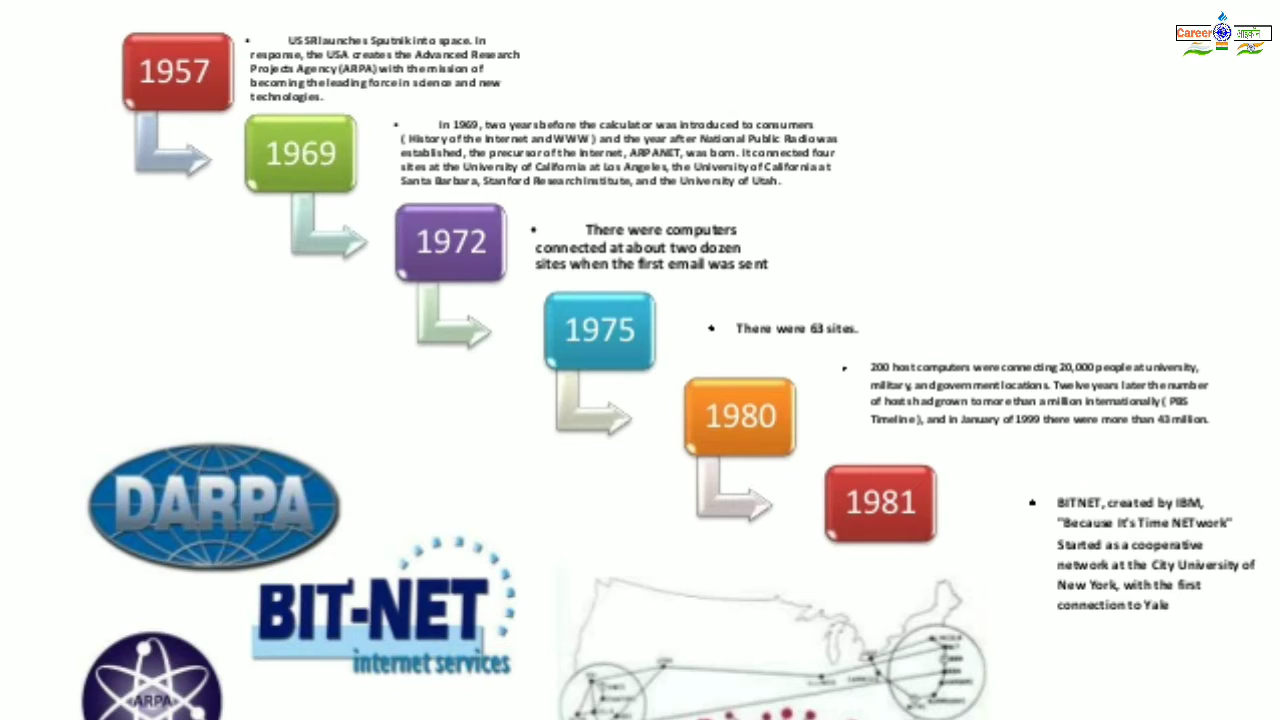 Career आइकॉन
1957
• USSR launches Sputnik into space. In
response, the USA creates the Advanced Research
Projects Agency (ARPA) with the mission of
becoming the leading force in science and new
technologies.
1969
• In 1969, two years before the calculator was introduced to consumers
( History of the Internet and WWW ) and the year after National Public Radio was
established, the precursor of the Internet, ARPANET, was born. It connected four
sites at the University of California at Los Angeles, the University of California at
Santa Barbara, Stanford Research Institute, and the University of Utah.
1972
• There were computers
connected at about two dozen
sites when the first email was sent
1975
• There were 63 sites.
1980
• 200 host computers were connecting 20,000 people at university,
military, and government locations. Twelve years later the number
of hosts had grown to more than a million internationally ( PBS
Timeline ), and in January of 1999 there were more than 43 million.
1981
• BITNET, created by IBM,
"Because It's Time NETwork"
Started as a cooperative
network at the City University of
New York, with the first
connection to Yale
DARPA
BIT-NET
internet services
ARPA